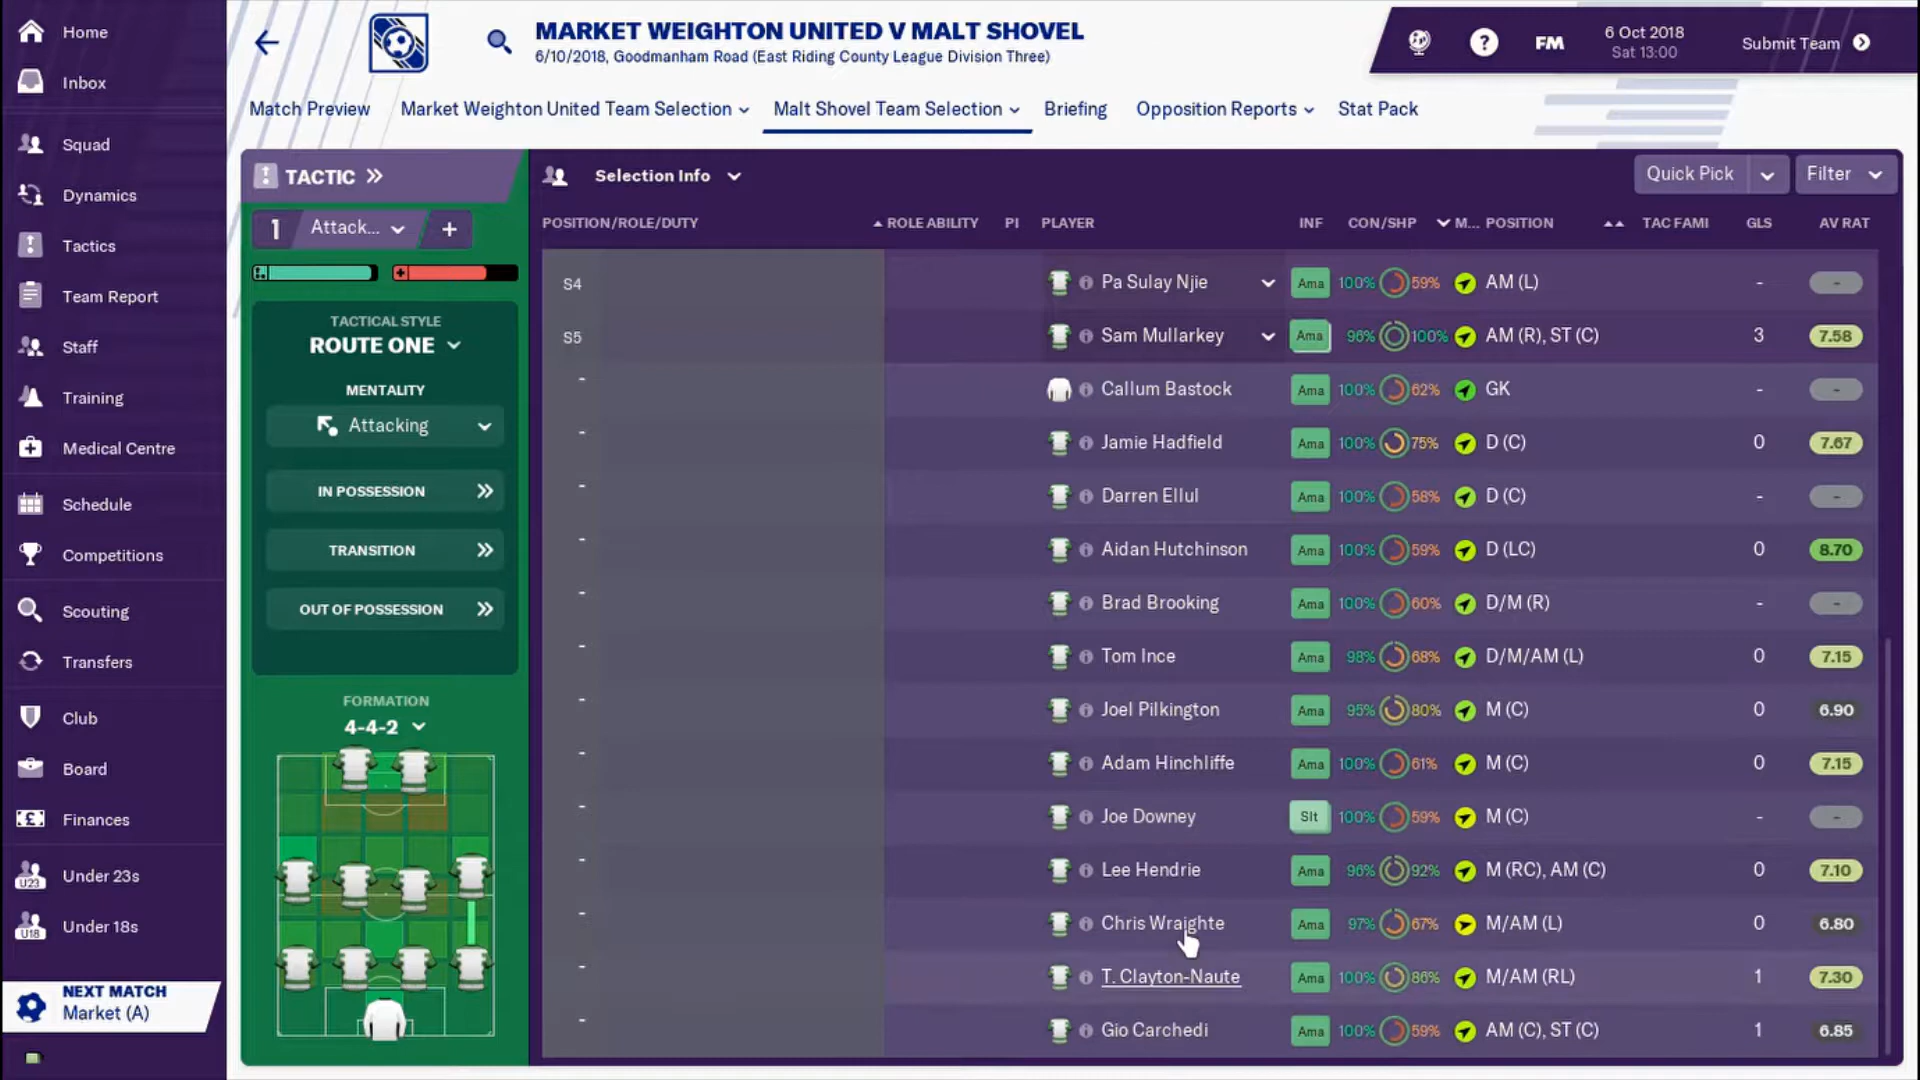 Home
Inbox
Squad
Dynamics
Tactics
Team Report
Staff
Training
Medical Centre
Schedule
Competitions
Scouting
Transfers
Club
Board
Finances
U23 Under 23s
U18 Under 18s
NEXT MATCH
Market (A)
MARKET WEIGHTON UNITED V MALT SHOVEL
6/10/2018, Goodmanham Road (East Riding County League Division Three)
? FM
6 Oct 2018
Sat 13:00
Submit Team
Match Preview Market Weighton United Team Selection Malt Shovel Team Selection Briefing Opposition Reports Stat Pack
TACTIC
1 Attack... +
TACTICAL STYLE
ROUTE ONE
MENTALITY
Attacking
IN POSSESSION
TRANSITION
OUT OF POSSESSION
FORMATION
4-4-2
Selection Info Quick Pick Filter
POSITION/ROLE/DUTY ROLE ABILITY PI PLAYER INF CON/SHP M... POSITION TAC FAMI GLS AV RAT
S4 Pa Sulay Njie Ama 100% 59% AM (L) - -
S5 Sam Mullarkey Ama 96% 100% AM (R), ST (C) 3 7.58
- Callum Bastock Ama 100% 62% GK - -
- Jamie Hadfield Ama 100% 75% D (C) 0 7.67
- Darren Ellul Ama 100% 58% D (C) - -
- Aidan Hutchinson Ama 100% 59% D (LC) 0 8.70
- Brad Brooking Ama 100% 60% D/M (R) - -
- Tom Ince Ama 98% 68% D/M/AM (L) 0 7.15
- Joel Pilkington Ama 95% 80% M (C) 0 6.90
- Adam Hinchliffe Ama 100% 61% M (C) 0 7.15
- Joe Downey Slt 100% 59% M (C) - -
- Lee Hendrie Ama 96% 92% M (RC), AM (C) 0 7.10
- Chris Wraighte Ama 97% 67% M/AM (L) 0 6.80
- T. Clayton-Naute Ama 100% 86% M/AM (RL) 1 7.30
- Gio Carchedi Ama 100% 59% AM (C), ST (C) 1 6.85